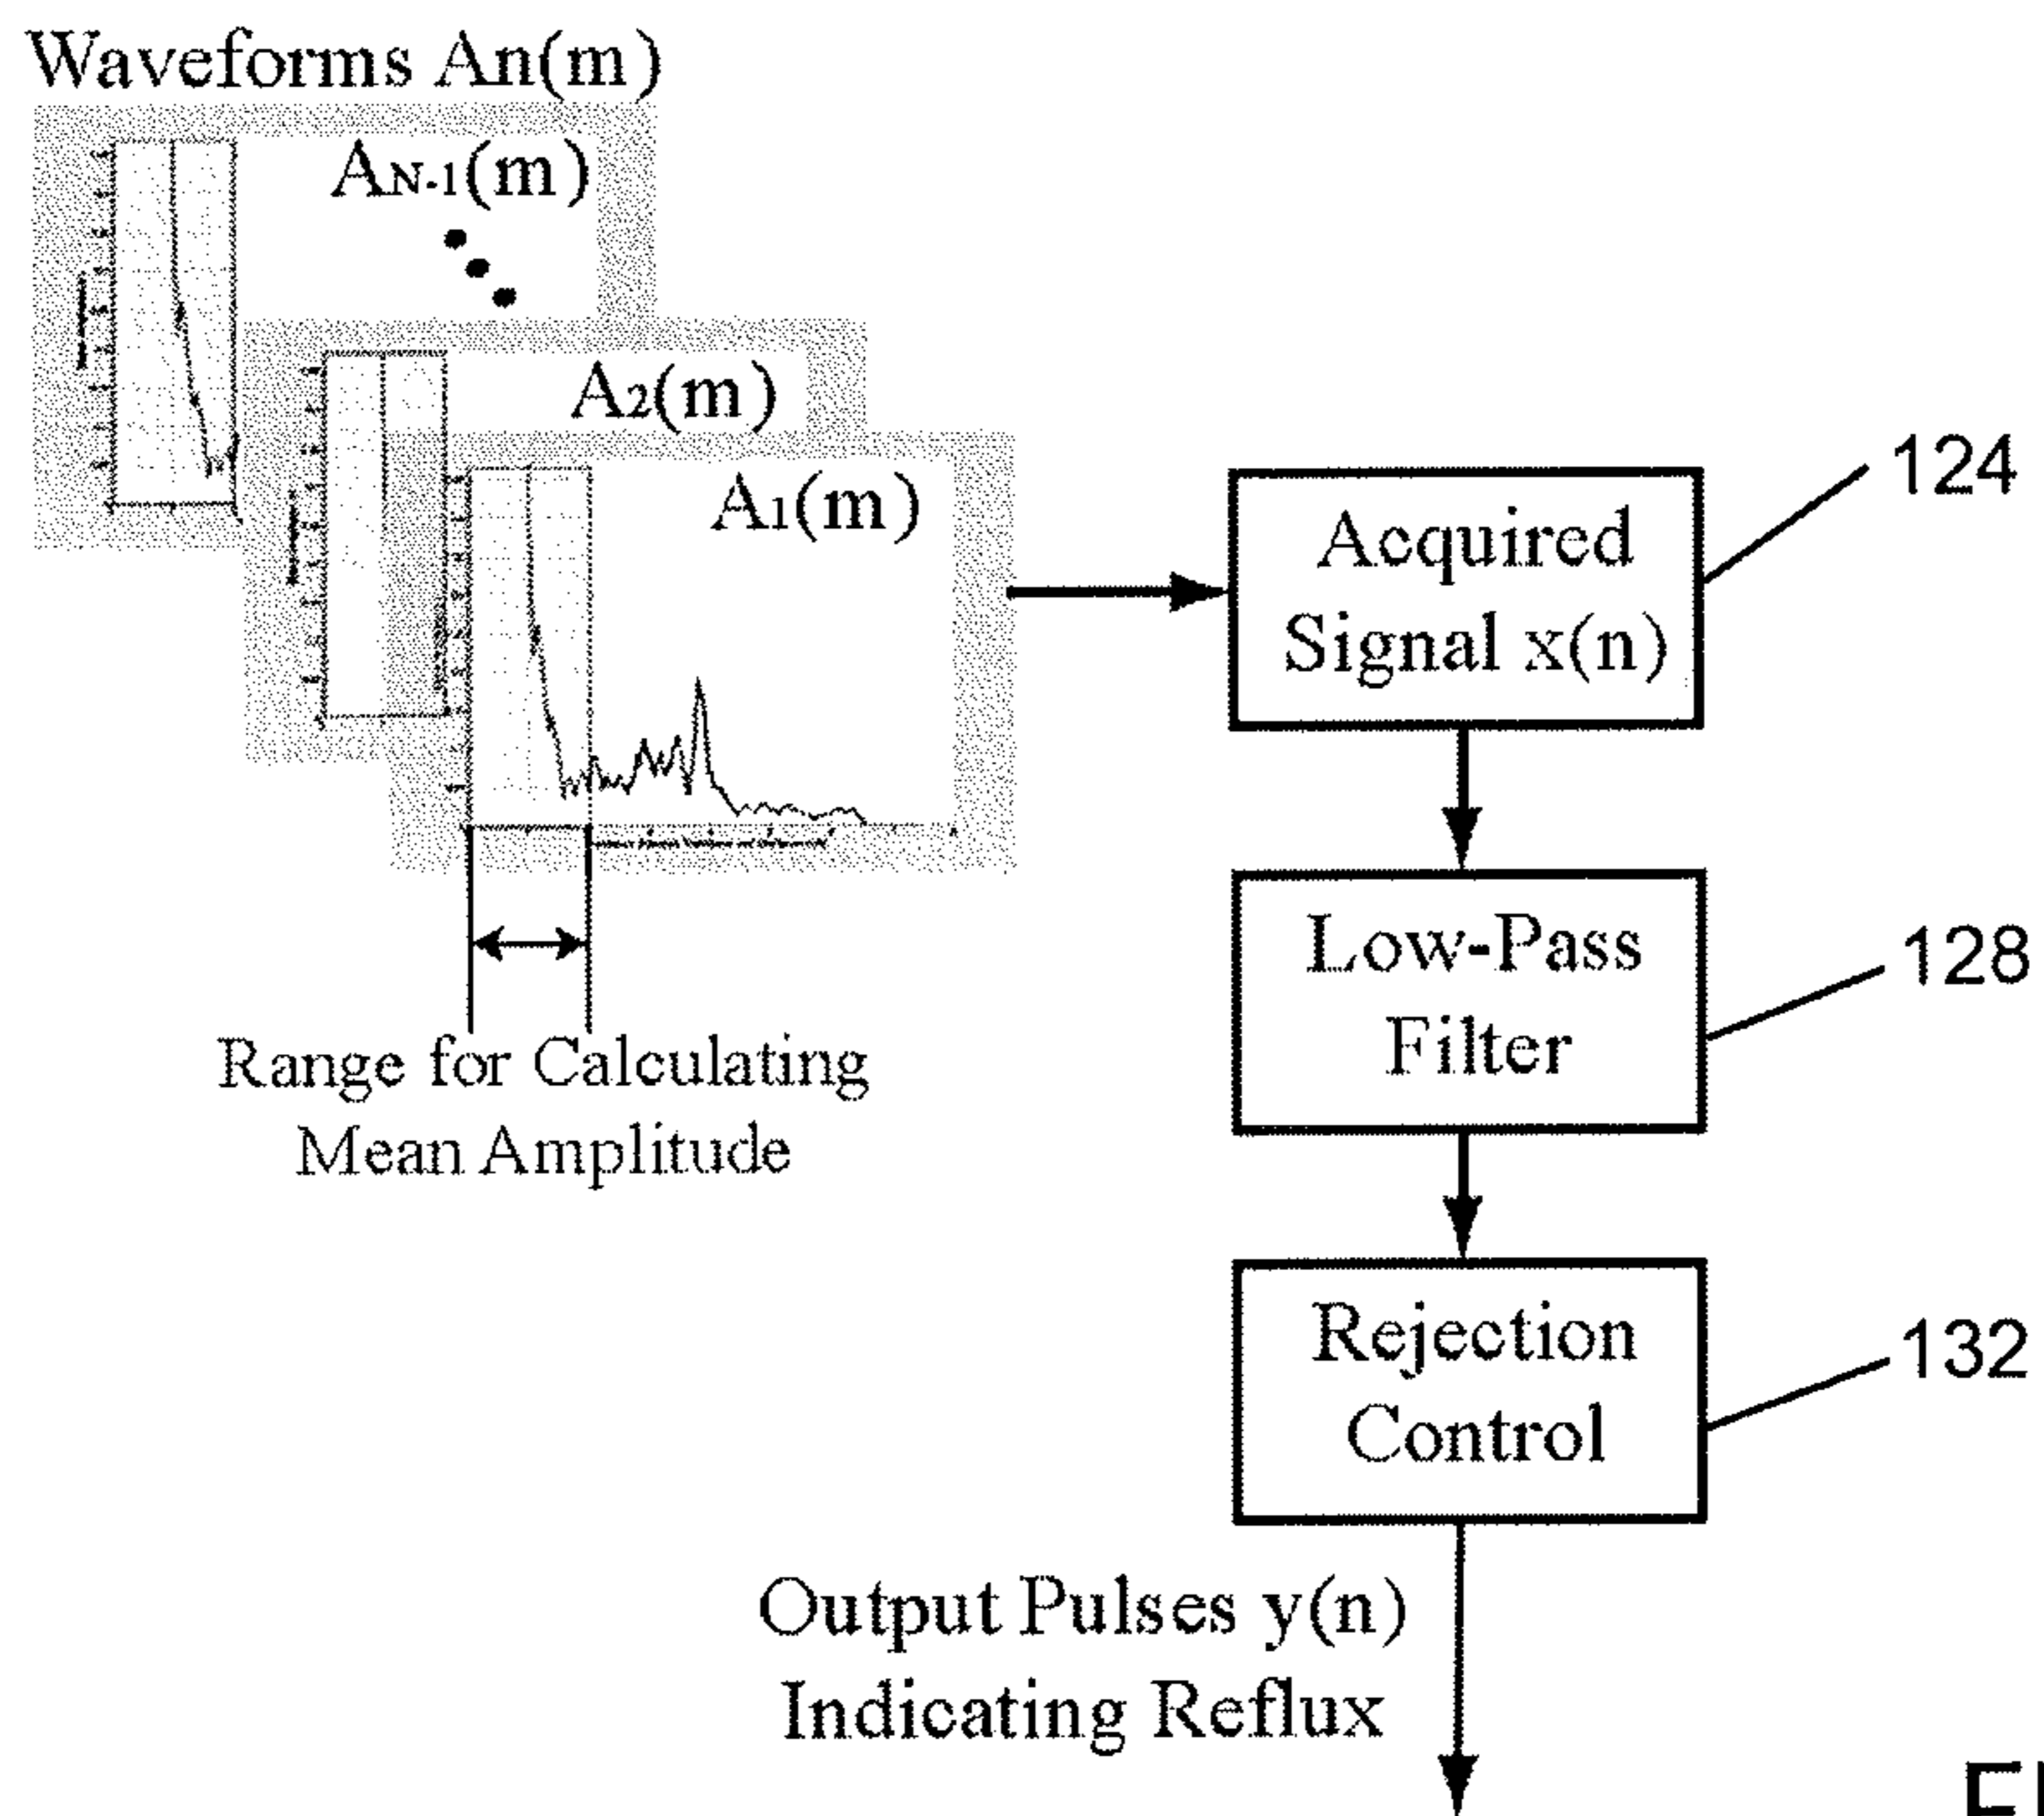 Waveforms An(m)
AN-1(m)
A2(m)
A1(m)
Acquired
Signal x(n)
124
Low-Pass
Filter
128
Range for Calculating
Mean Amplitude
Rejection
Control
132
Output Pulses y(n)
Indicating Reflux